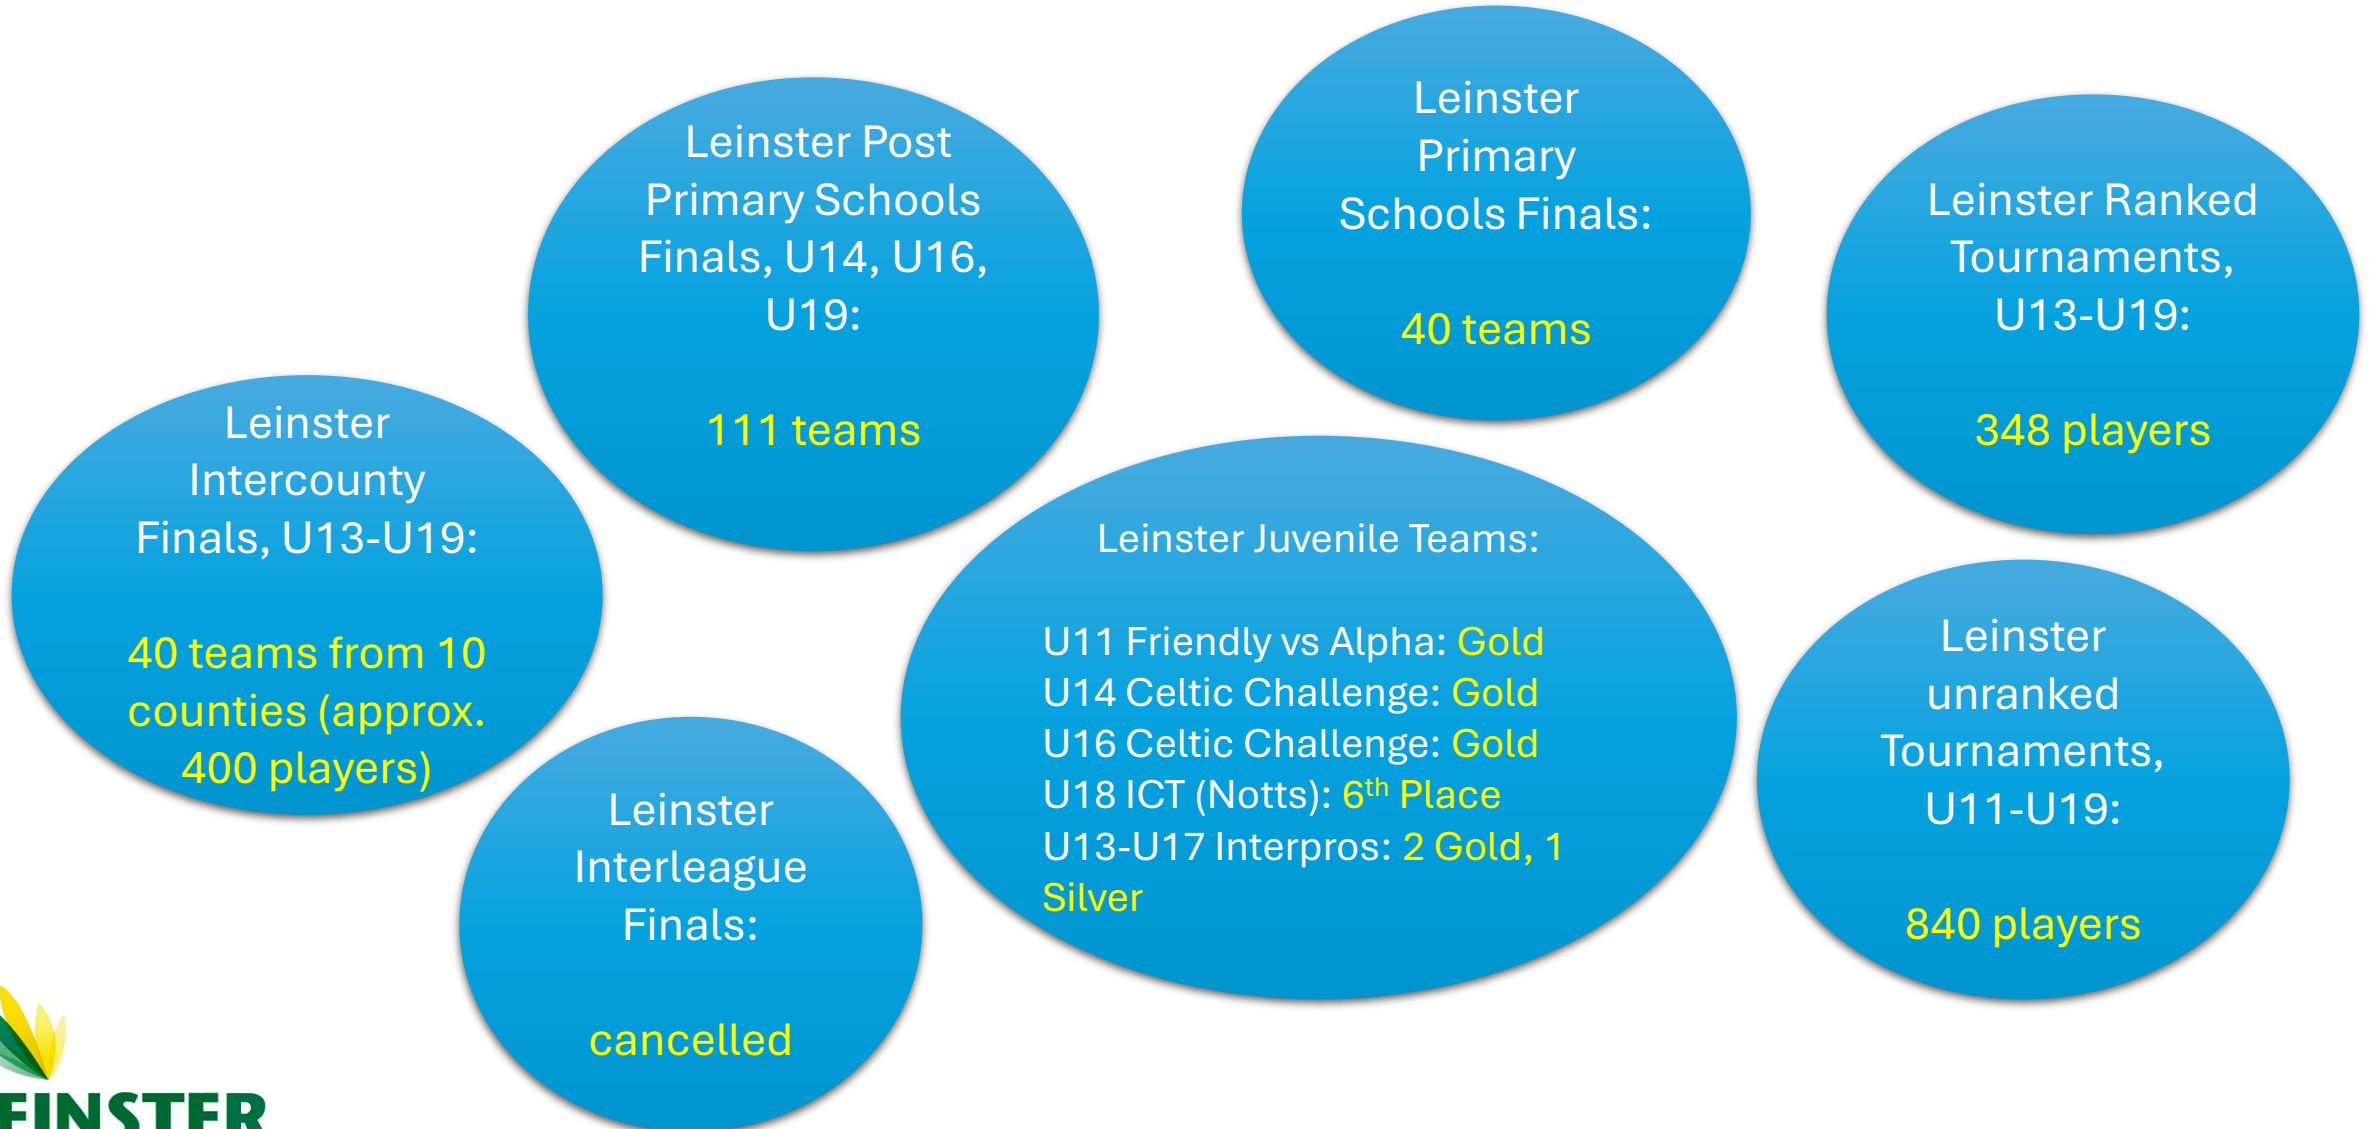 Leinster Post
Primary Schools
Finals, U14, U16,
U19:
111 teams
Leinster
Primary
Schools Finals:
40 teams
Leinster Ranked
Tournaments,
U13-U19:
348 players
Leinster
Intercounty
Finals, U13-U19:
40 teams from 10
counties (approx.
400 players)
Leinster Juvenile Teams:
U11 Friendly vs Alpha: Gold
U14 Celtic Challenge: Gold
U16 Celtic Challenge: Gold
U18 ICT (Notts): 6th Place
U13-U17 Interpros: 2 Gold, 1
Silver
Leinster
unranked
Tournaments,
U11-U19:
840 players
Leinster
Interleague
Finals:
cancelled
EINSTER